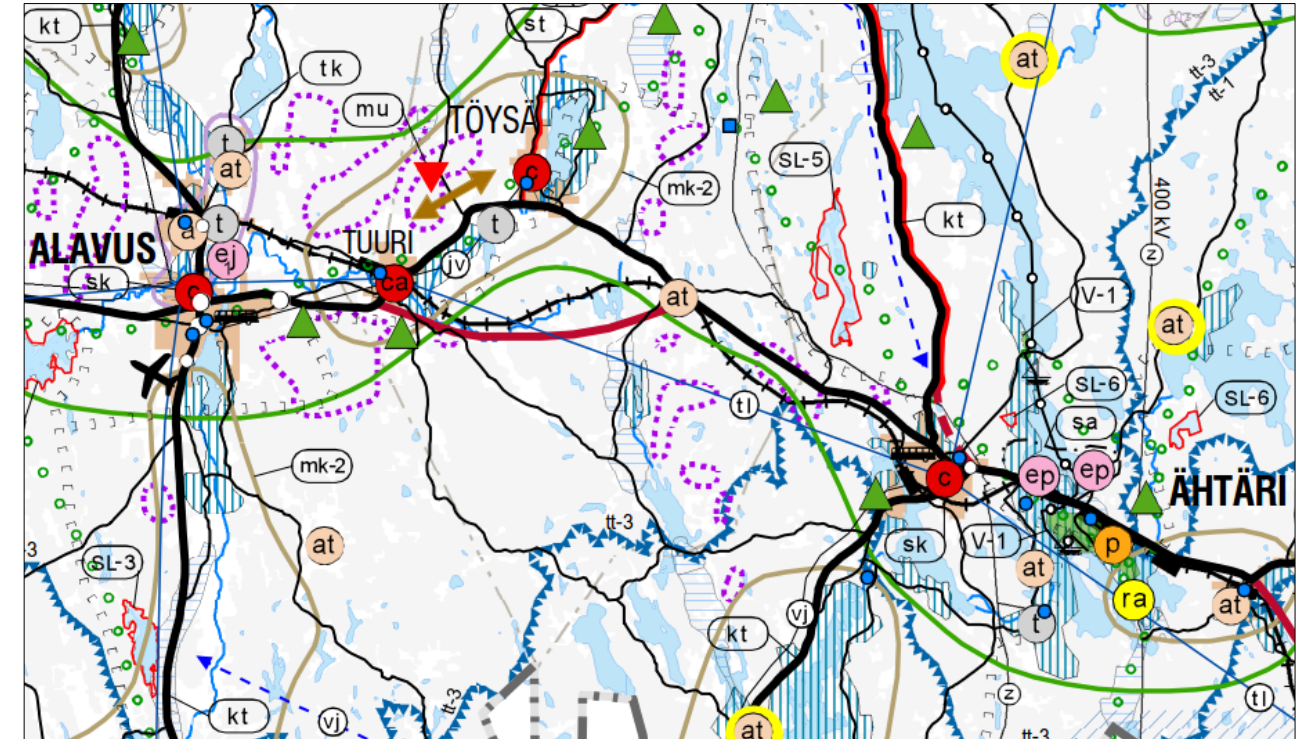 kt
st
at
tt-3
tt-1
tk
mu
TÖYSÄ
t
at
c
SL-5
mk-2
kt
400 kV
a
t
t
ALAVUS
ej
TUURI
jv
z
sk
c
ca
at
V-1
at
SL-6
SL-6
tl
sa
mk-2
c
ep
ep
ÄHTÄRI
at
tt-3
sk
V-1
p
-3
SL-3
at
ra
at
vj
t
kt
tt-3
kt
vj
z
tl
at
tt-3